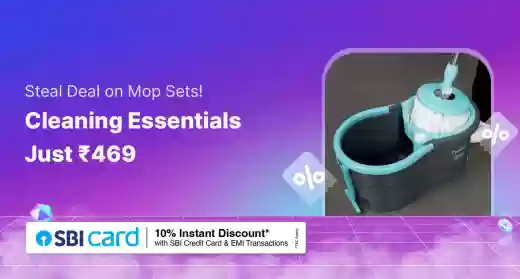 Steal Deal on Mop Sets!
Cleaning Essentials
Just ₹469
SBI card
10% Instant Discount*
with SBI Credit Card & EMI Transactions
*T&C Apply
%
%